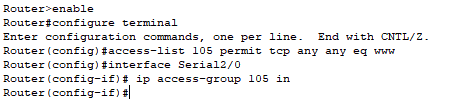 Router>enable
Router#configure terminal
Enter configuration commands, one per line.  End with CNTL/Z.
Router(config)#access-list 105 permit tcp any any eq www
Router(config)#interface Serial2/0
Router(config-if)# ip access-group 105 in
Router(config-if)#